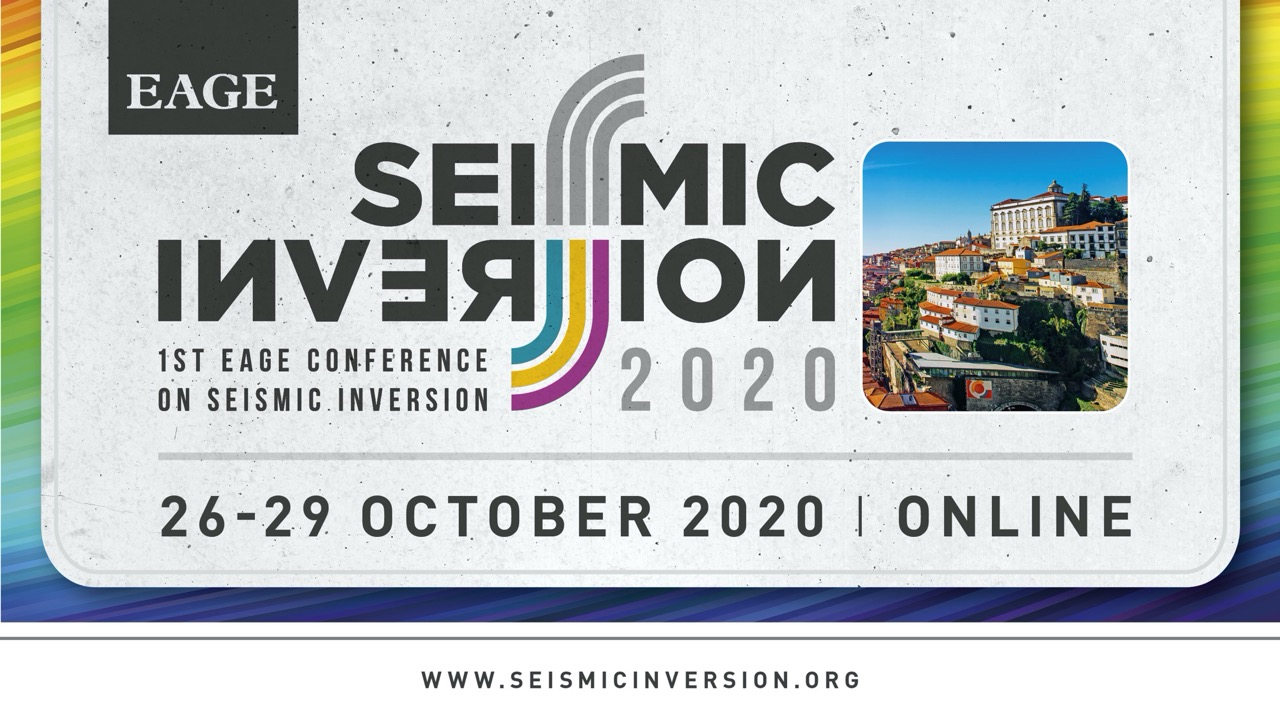 EAGE
SEISMIC
INVERSION
1ST EAGE CONFERENCE
ON SEISMIC INVERSION
2020
26-29 OCTOBER 2020 | ONLINE
WWW.SEISMICINVERSION.ORG